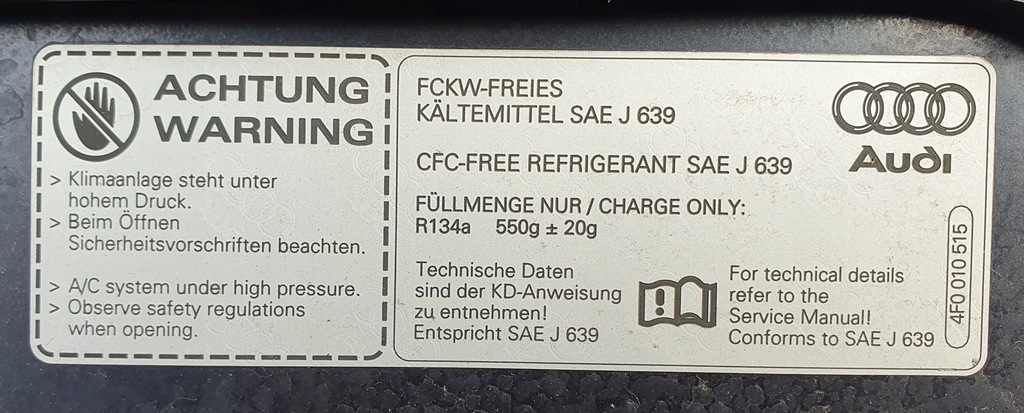 ACHTUNG
WARNING
> Klimaanlage steht unter
hohem Druck.
> Beim Öffnen
Sicherheitsvorschriften beachten.
> A/C system under high pressure.
> Observe safety regulations
when opening.
FCKW-FREIES
KÄLTEMITTEL SAE J 639
CFC-FREE REFRIGERANT SAE J 639
FÜLLMENGE NUR / CHARGE ONLY:
R134a 550g ± 20g
Technische Daten
sind der KD-Anweisung
zu entnehmen!
Entspricht SAE J 639
For technical details
refer to the
Service Manual!
Conforms to SAE J 639
Audi
4F0 010 515